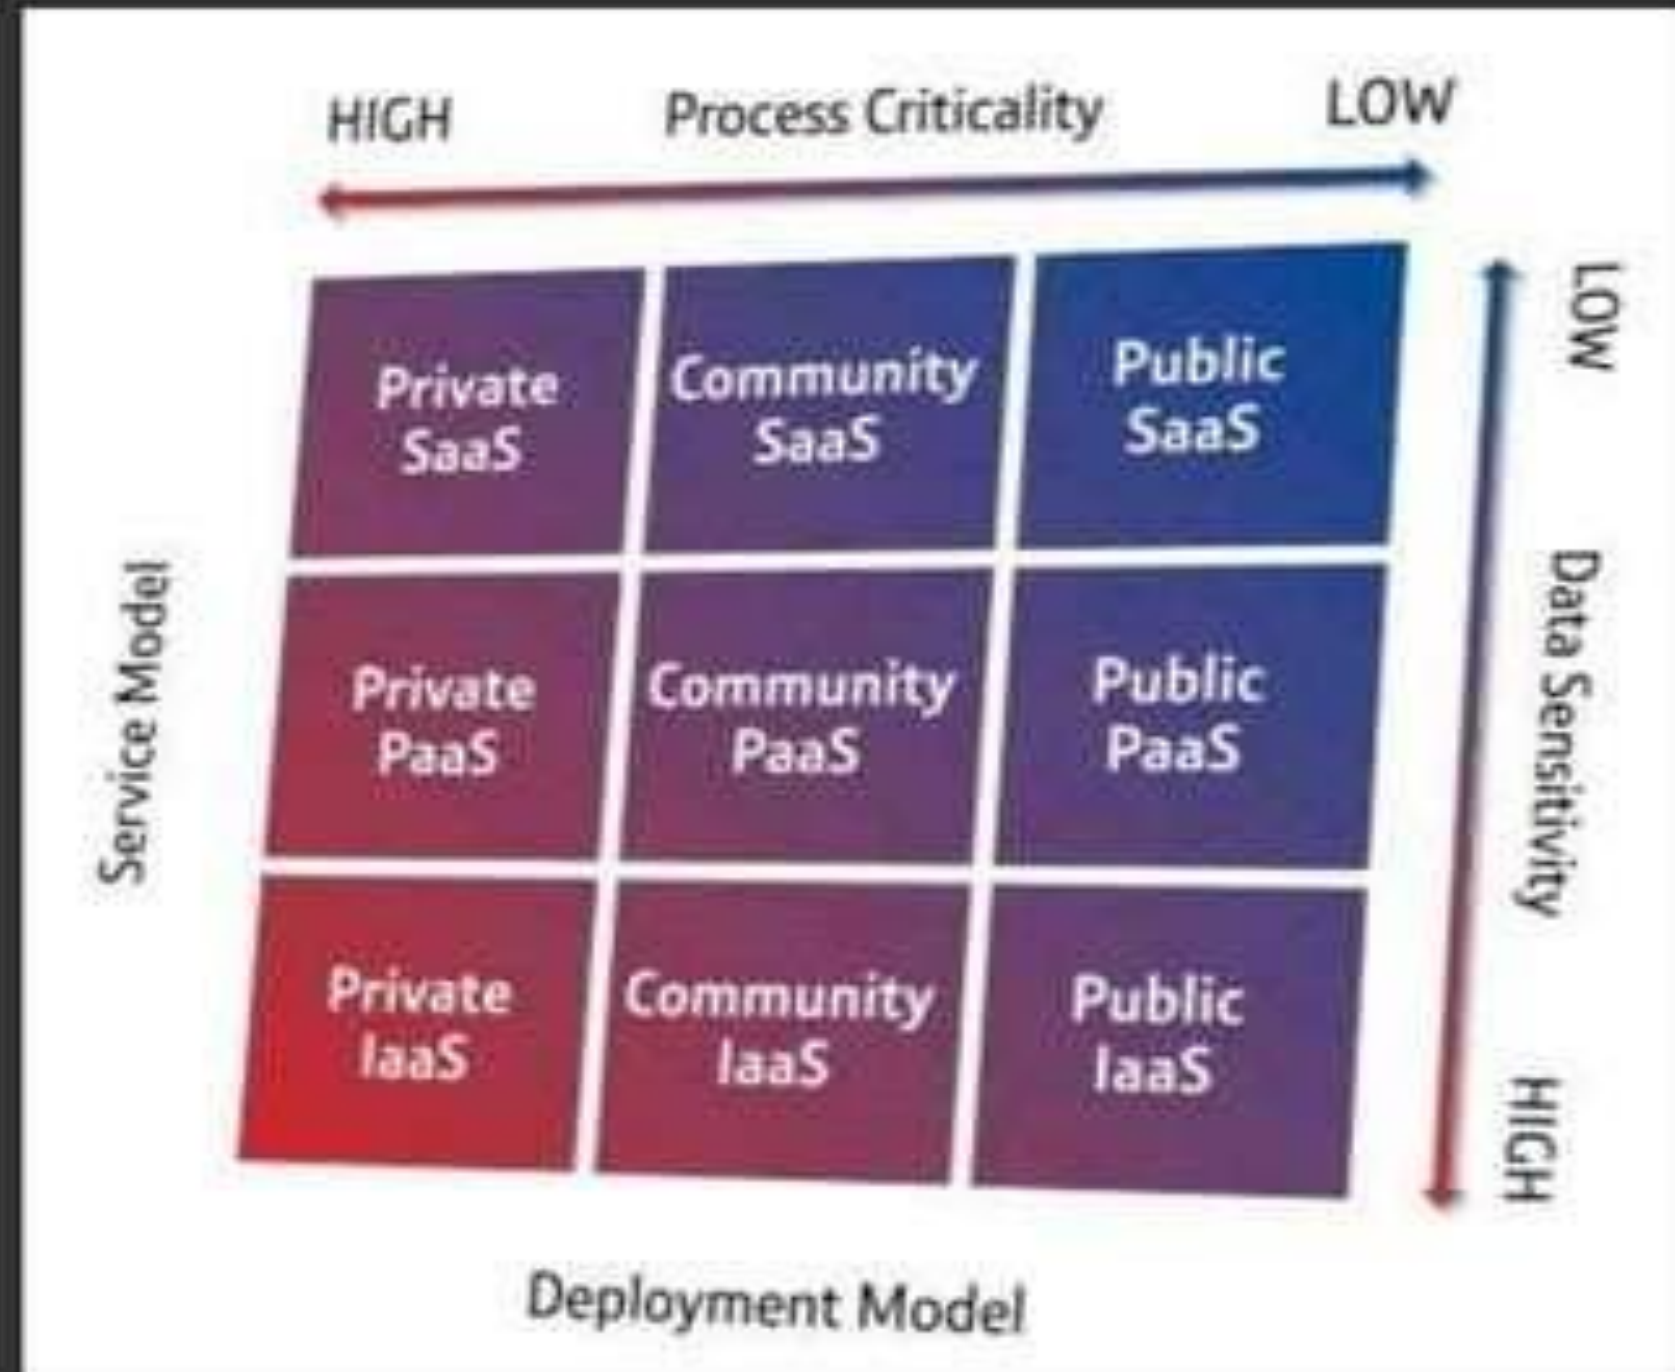 HIGH Process Criticality LOW
Private Community Public
SaaS SaaS SaaS
Private Community Public
PaaS PaaS PaaS
Private Community Public
IaaS IaaS IaaS
Service Model
Deployment Model
LOW Data Sensitivity HIGH